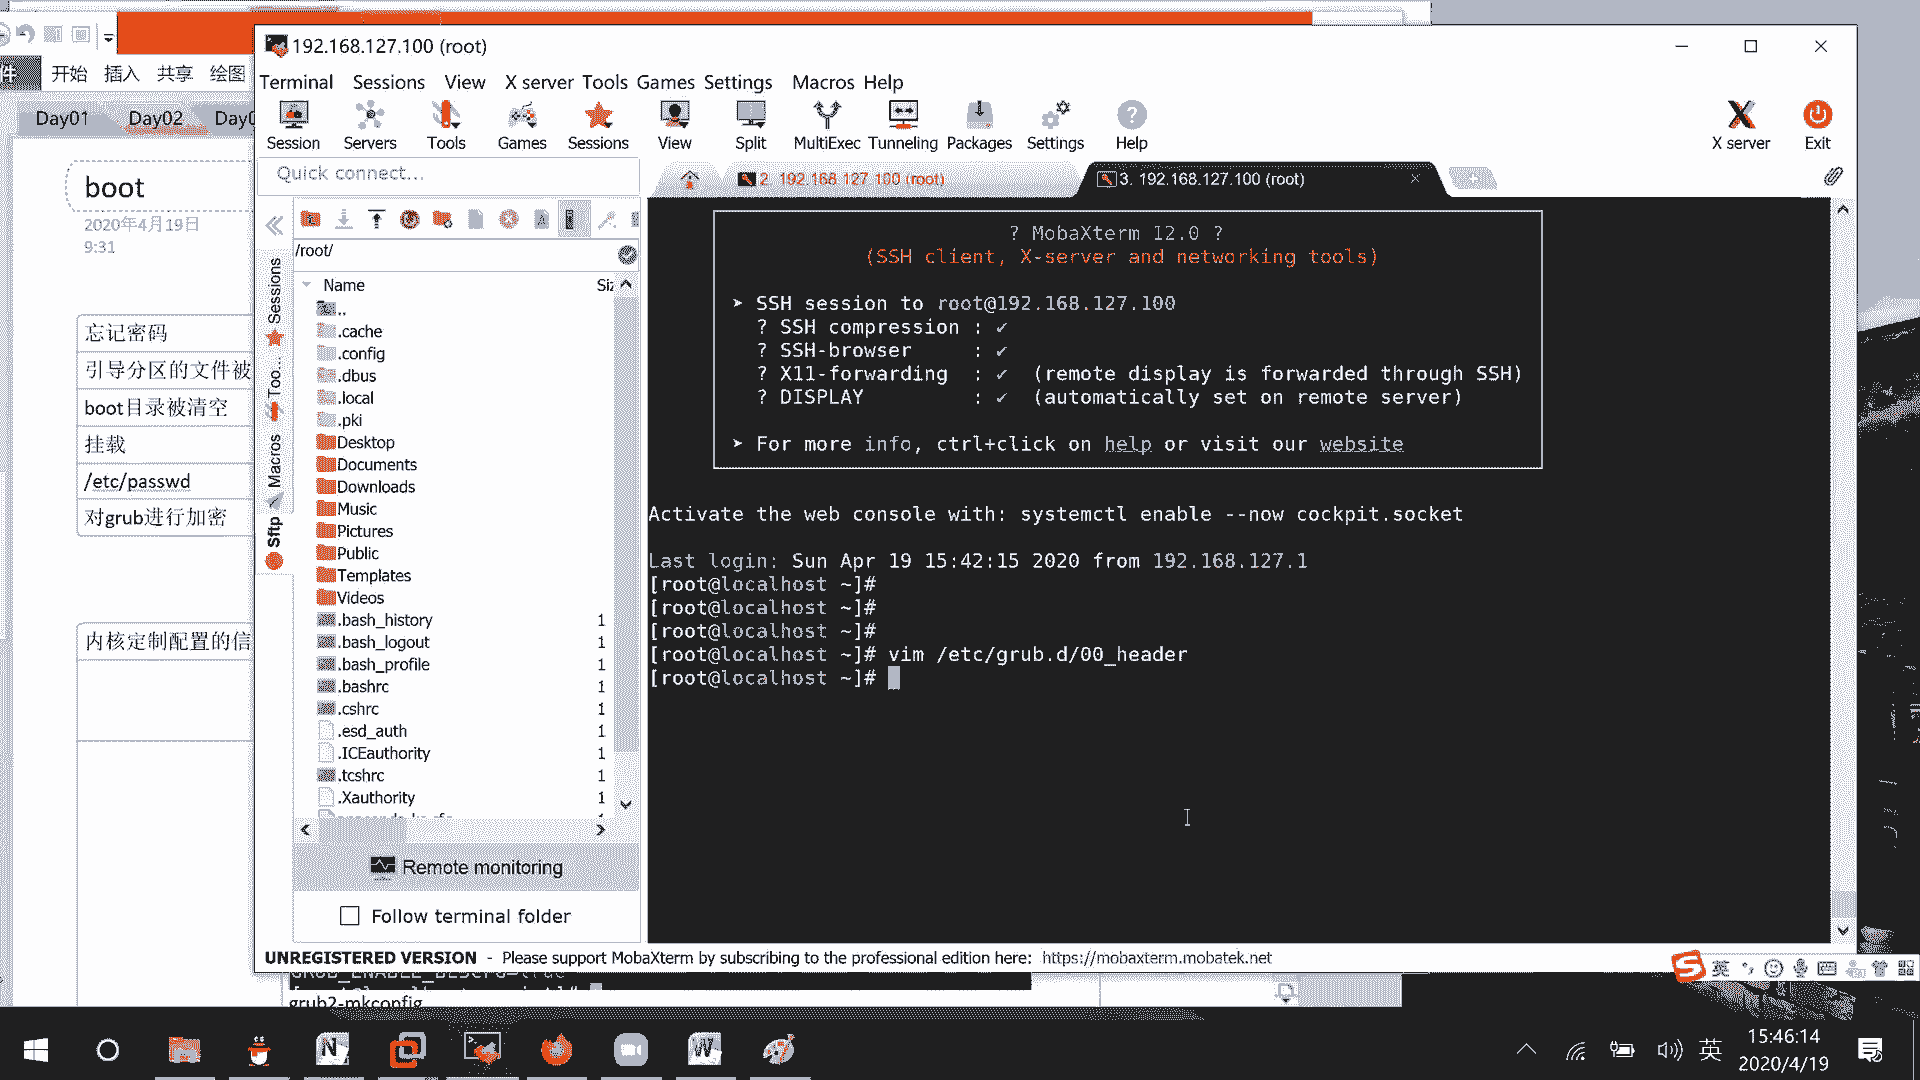 192.168.127.100 (root)
Terminal Sessions View X server Tools Games Settings Macros Help
件 开始 插入 共享 绘图
Day01 Day02
Session Servers Tools Games Sessions View Split MultiExec Tunneling Packages Settings Help X server Exit
Quick connect...
2. 192.168.127.100 (root)
3. 192.168.127.100 (root)
boot
2020年4月19日
9:31
忘记密码
引导分区的文件被
boot目录被清空
挂载
/etc/passwd
对grub进行加密
内核定制配置的信
Sessions
Too...
Macros
Sftp
/root/
Name
..
.cache
.config
.dbus
.local
.pki
Desktop
Documents
Downloads
Music
Pictures
Public
Templates
Videos
.bash_history 1
.bash_logout 1
.bash_profile 1
.bashrc 1
.cshrc 1
.esd_auth 1
.ICEauthority 1
.tcshrc 1
.Xauthority 1
Remote monitoring
Follow terminal folder
? MobaXterm 12.0 ?
(SSH client, X-server and networking tools)
➤ SSH session to root@192.168.127.100
? SSH compression : ✓
? SSH-browser : ✓
? X11-forwarding : ✓ (remote display is forwarded through SSH)
? DISPLAY : ✓ (automatically set on remote server)
➤ For more info, ctrl+click on help or visit our website
Activate the web console with: systemctl enable --now cockpit.socket
Last login: Sun Apr 19 15:42:15 2020 from 192.168.127.1
[root@localhost ~]#
[root@localhost ~]#
[root@localhost ~]#
[root@localhost ~]# vim /etc/grub.d/00_header
[root@localhost ~]#
UNREGISTERED VERSION - Please support MobaXterm by subscribing to the professional edition here: https://mobaxterm.mobatek.net
grub2-mkconfig
英
英
15:46:14
2020/4/19